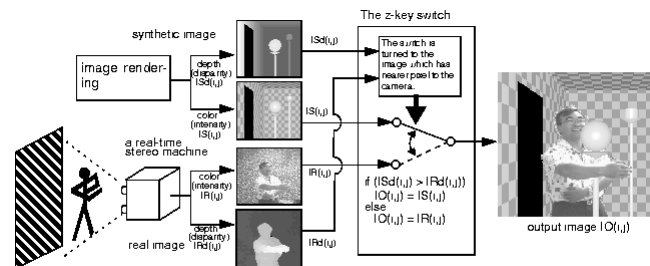 The z-key switch
synthetic image
ISd(i,j)
image render-
ing
depth
(disparity)
ISd(i,j)
The switch is
turned to the
image which has
nearer pixel to the
camera.
color
(intensity)
IS(i,j)
IS(i,j)
a real-time
stereo machine
color
(intensity)
IR(i,j)
IR(i,j)
if (ISd(i,j) > IRd(i,j))
IO(i,j) = IS(i,j)
else
IO(i,j) = IR(i,j)
real image
depth
(disparity)
IRd(i,j)
IRd(i,j)
output image IO(i,j)